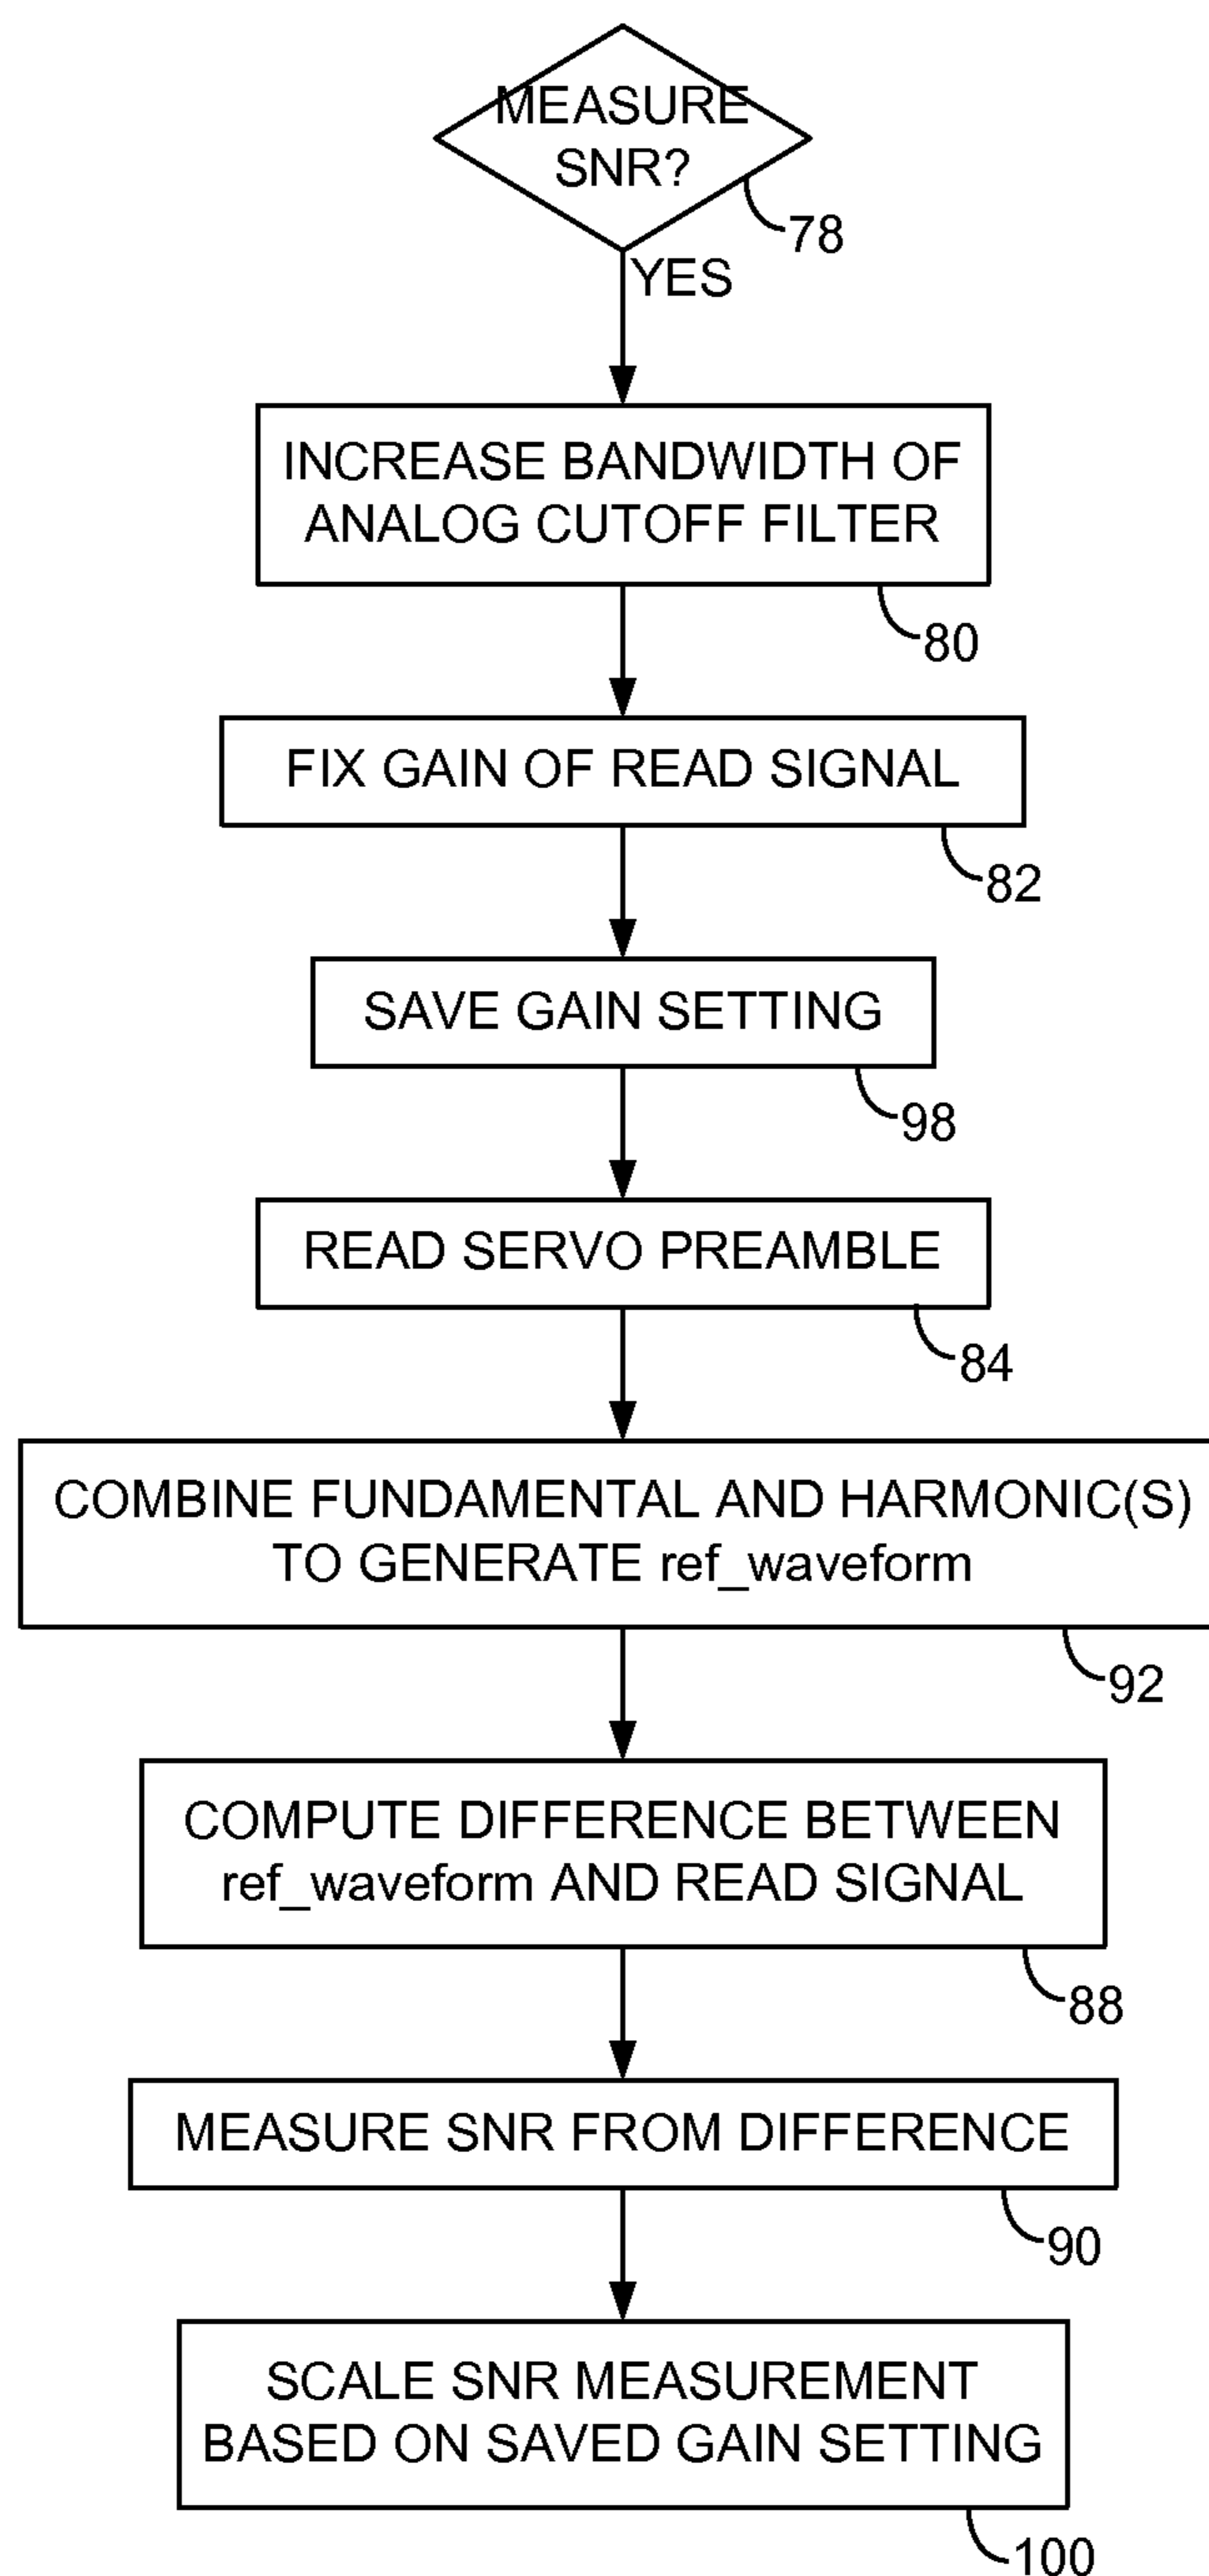 MEASURE
SNR?
78
YES
INCREASE BANDWIDTH OF
ANALOG CUTOFF FILTER
80
FIX GAIN OF READ SIGNAL
82
SAVE GAIN SETTING
98
READ SERVO PREAMBLE
84
COMBINE FUNDAMENTAL AND HARMONIC(S)
TO GENERATE ref_waveform
92
COMPUTE DIFFERENCE BETWEEN
ref_waveform AND READ SIGNAL
88
MEASURE SNR FROM DIFFERENCE
90
SCALE SNR MEASUREMENT
BASED ON SAVED GAIN SETTING
100